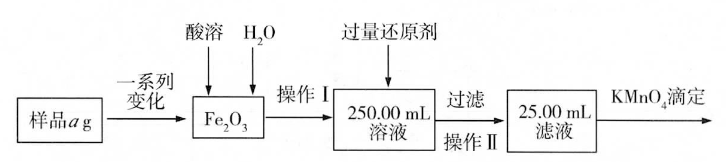 酸溶 H₂O 过量还原剂
一系列
变化
操作Ⅰ
过滤
KMnO₄滴定
样品a g
Fe₂O₃
250.00 mL
溶液
操作Ⅱ
25.00 mL
滤液